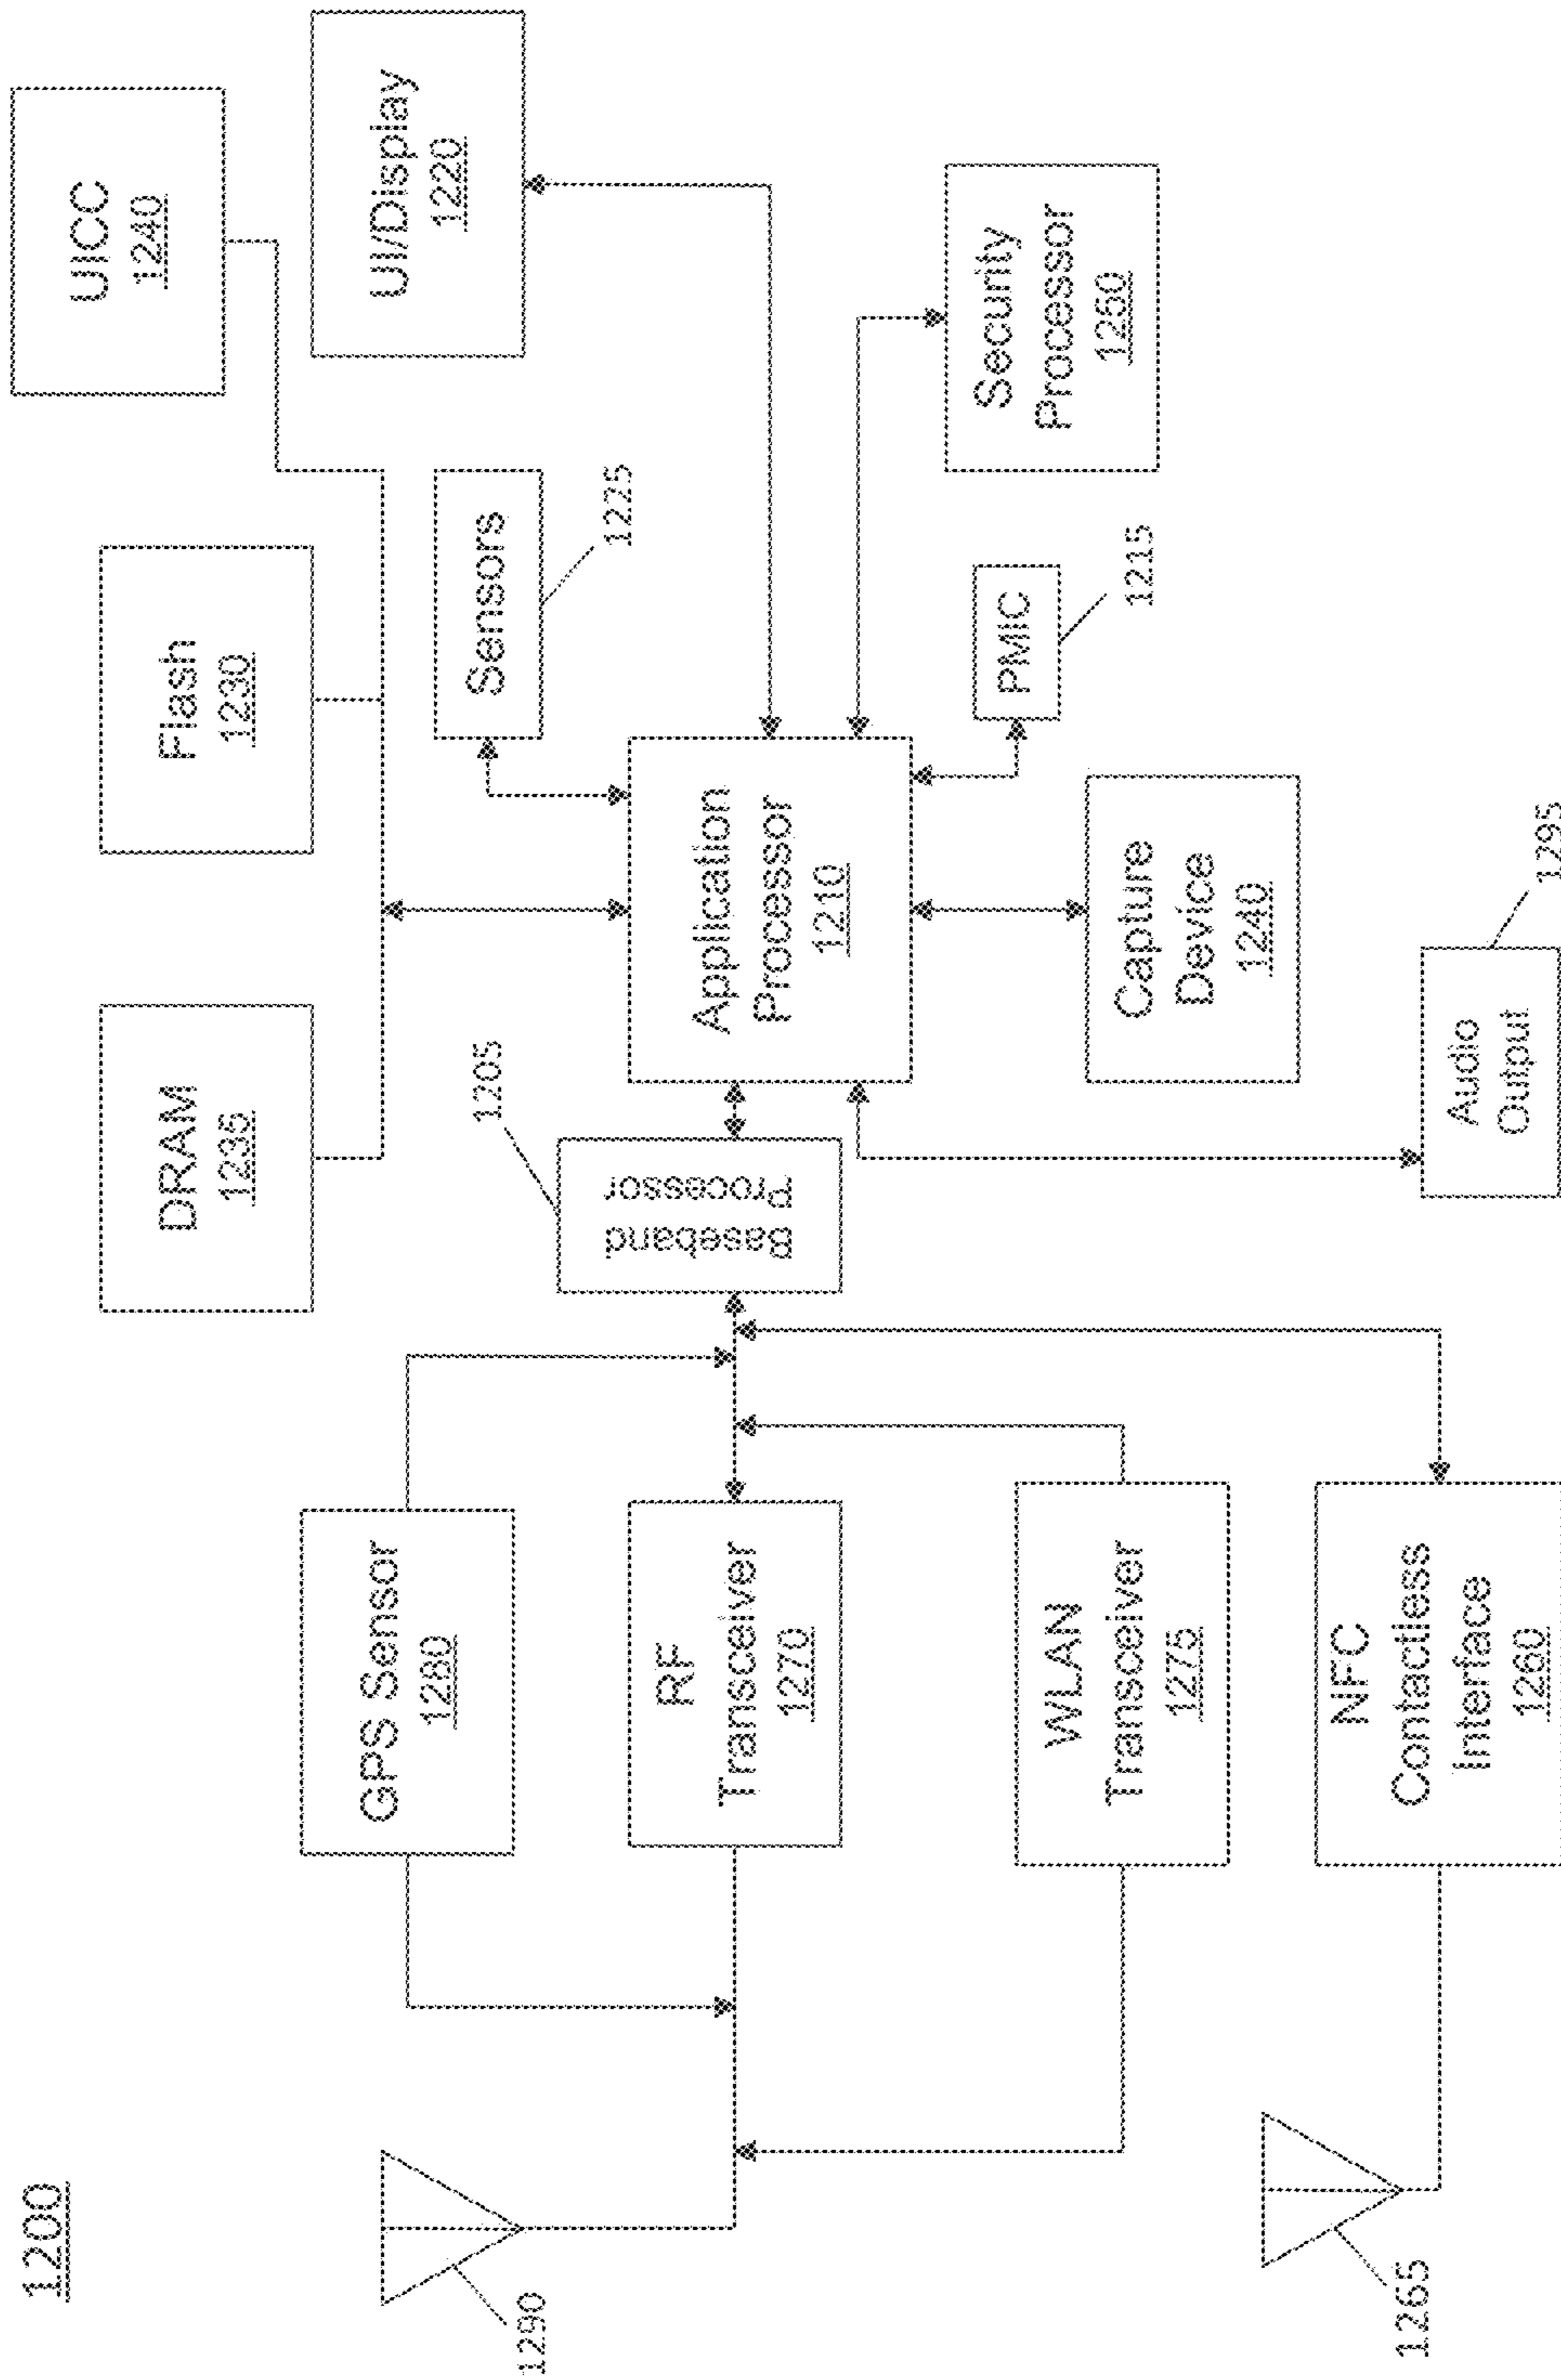 1200
UICC
1240
DRAM
1235
Flash
1230
UI/Display
1220
Sensors
1225
GPS Sensor
1280
1290
1205
Baseband
Processor
Application
Processor
1210
RF
Transceiver
1270
Security
Processor
1250
PMIC
1215
WLAN
Transceiver
1275
Capture
Device
1240
NFC
Contactless
Interface
1260
1265
Audio
Output
1295